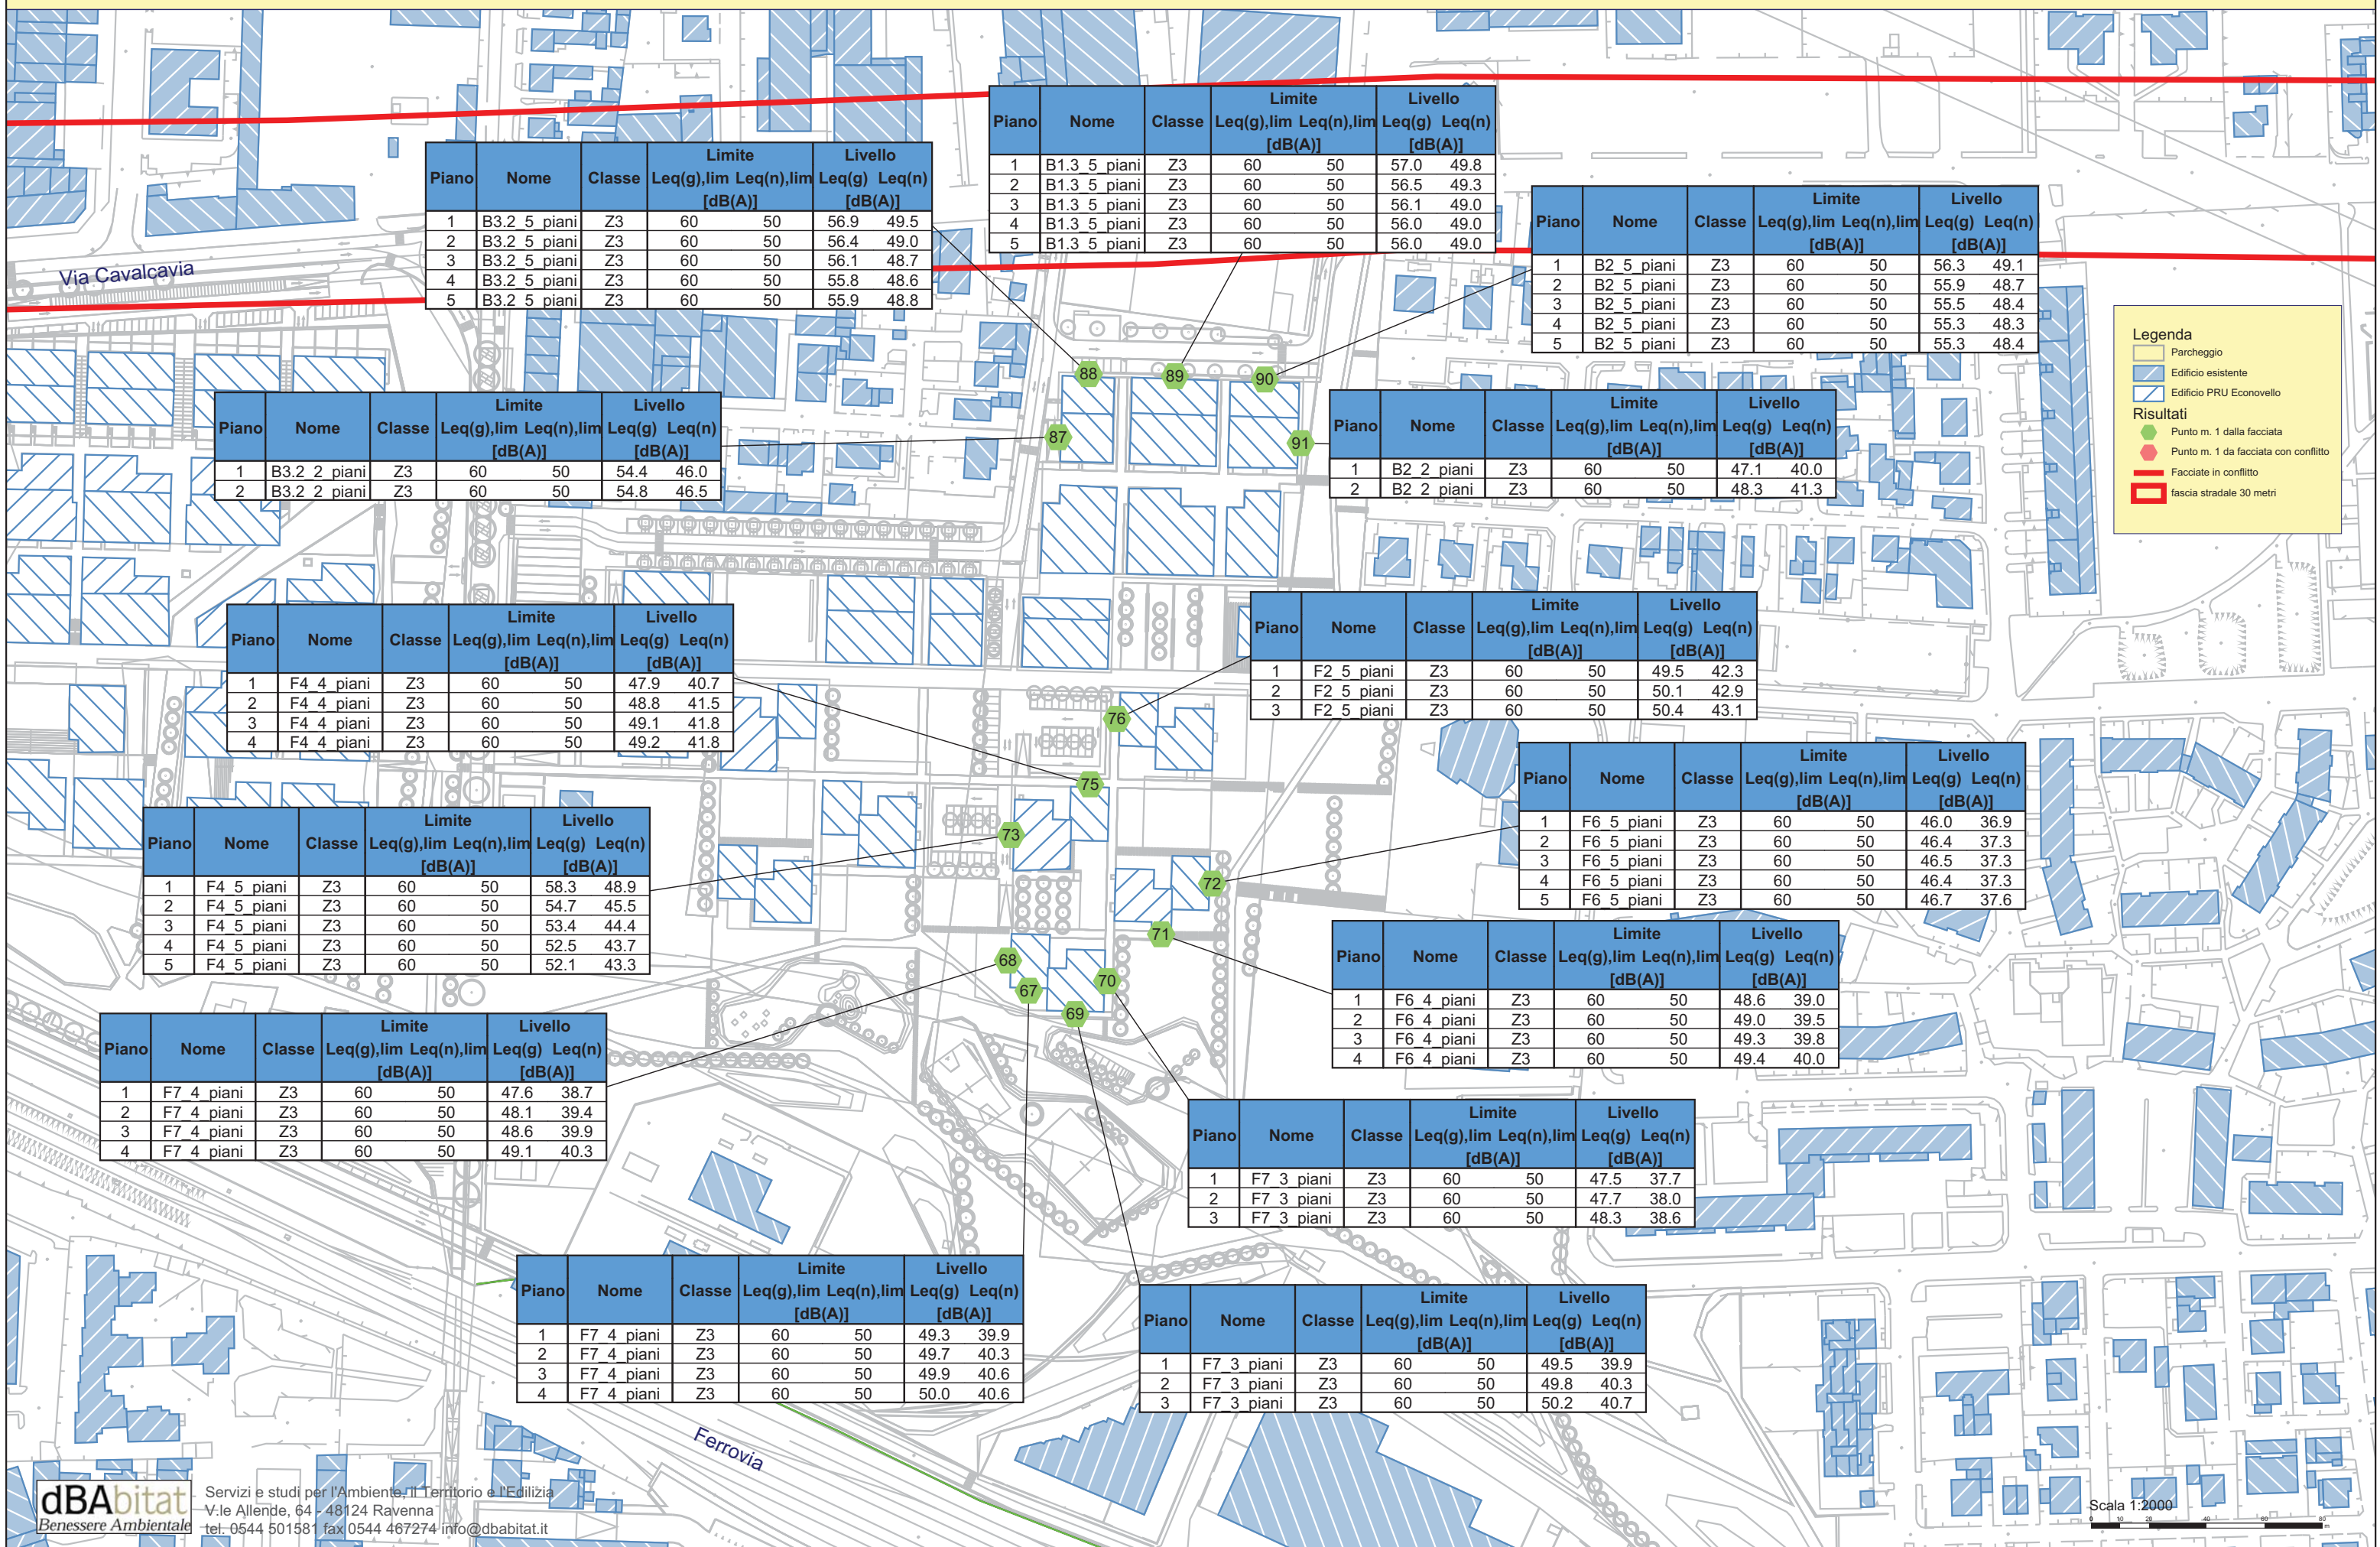 Piano Nome Classe Limite Leq(g),lim Leq(n),lim [dB(A)] Livello Leq(g) Leq(n) [dB(A)]
1 B1.3_5_piani Z3 60 50 57.0 49.8
2 B1.3_5_piani Z3 60 50 56.5 49.3
3 B1.3_5_piani Z3 60 50 56.1 49.0
4 B1.3_5_piani Z3 60 50 56.0 49.0
5 B1.3_5_piani Z3 60 50 56.0 49.0
Piano Nome Classe Limite Leq(g),lim Leq(n),lim [dB(A)] Livello Leq(g) Leq(n) [dB(A)]
1 B3.2_5_piani Z3 60 50 56.9 49.5
2 B3.2_5_piani Z3 60 50 56.4 49.0
3 B3.2_5_piani Z3 60 50 56.1 48.7
4 B3.2_5_piani Z3 60 50 55.8 48.6
5 B3.2_5_piani Z3 60 50 55.9 48.8
Piano Nome Classe Limite Leq(g),lim Leq(n),lim [dB(A)] Livello Leq(g) Leq(n) [dB(A)]
1 B2_5_piani Z3 60 50 56.3 49.1
2 B2_5_piani Z3 60 50 55.9 48.7
3 B2_5_piani Z3 60 50 55.5 48.4
4 B2_5_piani Z3 60 50 55.3 48.3
5 B2_5_piani Z3 60 50 55.3 48.4
Via Cavalcavia
Legenda
Parcheggio
Edificio esistente
Edificio PRU Econovello
Risultati
Punto m. 1 dalla facciata
Punto m. 1 da facciata con conflitto
Facciate in conflitto
fascia stradale 30 metri
88
89
90
87
91
Piano Nome Classe Limite Leq(g),lim Leq(n),lim [dB(A)] Livello Leq(g) Leq(n) [dB(A)]
1 B3.2_2_piani Z3 60 50 54.4 46.0
2 B3.2_2_piani Z3 60 50 54.8 46.5
Piano Nome Classe Limite Leq(g),lim Leq(n),lim [dB(A)] Livello Leq(g) Leq(n) [dB(A)]
1 B2_2_piani Z3 60 50 47.1 40.0
2 B2_2_piani Z3 60 50 48.3 41.3
Piano Nome Classe Limite Leq(g),lim Leq(n),lim [dB(A)] Livello Leq(g) Leq(n) [dB(A)]
1 F4_4_piani Z3 60 50 47.9 40.7
2 F4_4_piani Z3 60 50 48.8 41.5
3 F4_4_piani Z3 60 50 49.1 41.8
4 F4_4_piani Z3 60 50 49.2 41.8
Piano Nome Classe Limite Leq(g),lim Leq(n),lim [dB(A)] Livello Leq(g) Leq(n) [dB(A)]
1 F2_5_piani Z3 60 50 49.5 42.3
2 F2_5_piani Z3 60 50 50.1 42.9
3 F2_5_piani Z3 60 50 50.4 43.1
76
75
73
72
71
68
67
70
69
Piano Nome Classe Limite Leq(g),lim Leq(n),lim [dB(A)] Livello Leq(g) Leq(n) [dB(A)]
1 F6_5_piani Z3 60 50 46.0 36.9
2 F6_5_piani Z3 60 50 46.4 37.3
3 F6_5_piani Z3 60 50 46.5 37.3
4 F6_5_piani Z3 60 50 46.4 37.3
5 F6_5_piani Z3 60 50 46.7 37.6
Piano Nome Classe Limite Leq(g),lim Leq(n),lim [dB(A)] Livello Leq(g) Leq(n) [dB(A)]
1 F4_5_piani Z3 60 50 58.3 48.9
2 F4_5_piani Z3 60 50 54.7 45.5
3 F4_5_piani Z3 60 50 53.4 44.4
4 F4_5_piani Z3 60 50 52.5 43.7
5 F4_5_piani Z3 60 50 52.1 43.3
Piano Nome Classe Limite Leq(g),lim Leq(n),lim [dB(A)] Livello Leq(g) Leq(n) [dB(A)]
1 F6_4_piani Z3 60 50 48.6 39.0
2 F6_4_piani Z3 60 50 49.0 39.5
3 F6_4_piani Z3 60 50 49.3 39.8
4 F6_4_piani Z3 60 50 49.4 40.0
Piano Nome Classe Limite Leq(g),lim Leq(n),lim [dB(A)] Livello Leq(g) Leq(n) [dB(A)]
1 F7_4_piani Z3 60 50 47.6 38.7
2 F7_4_piani Z3 60 50 48.1 39.4
3 F7_4_piani Z3 60 50 48.6 39.9
4 F7_4_piani Z3 60 50 49.1 40.3
Piano Nome Classe Limite Leq(g),lim Leq(n),lim [dB(A)] Livello Leq(g) Leq(n) [dB(A)]
1 F7_3_piani Z3 60 50 47.5 37.7
2 F7_3_piani Z3 60 50 47.7 38.0
3 F7_3_piani Z3 60 50 48.3 38.6
Piano Nome Classe Limite Leq(g),lim Leq(n),lim [dB(A)] Livello Leq(g) Leq(n) [dB(A)]
1 F7_4_piani Z3 60 50 49.3 39.9
2 F7_4_piani Z3 60 50 49.7 40.3
3 F7_4_piani Z3 60 50 49.9 40.6
4 F7_4_piani Z3 60 50 50.0 40.6
Piano Nome Classe Limite Leq(g),lim Leq(n),lim [dB(A)] Livello Leq(g) Leq(n) [dB(A)]
1 F7_3_piani Z3 60 50 49.5 39.9
2 F7_3_piani Z3 60 50 49.8 40.3
3 F7_3_piani Z3 60 50 50.2 40.7
Ferrovia
dBAbitat
Benessere Ambientale
Servizi e studi per l'Ambiente, il Territorio e l'Edilizia
V.le Allende, 64 - 48124 Ravenna
tel. 0544 501581 fax 0544 467274 info@dbabitat.it
Scala 1:2000
0 10 20 40 60 80
m